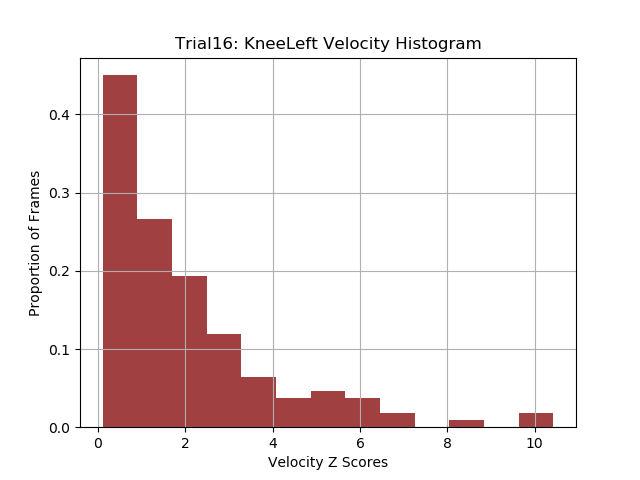 Trial16: KneeLeft Velocity Histogram
Proportion of Frames
0.4
0.3
0.2
0.1
0.0
0 2 4 6 8 10
Velocity Z Scores